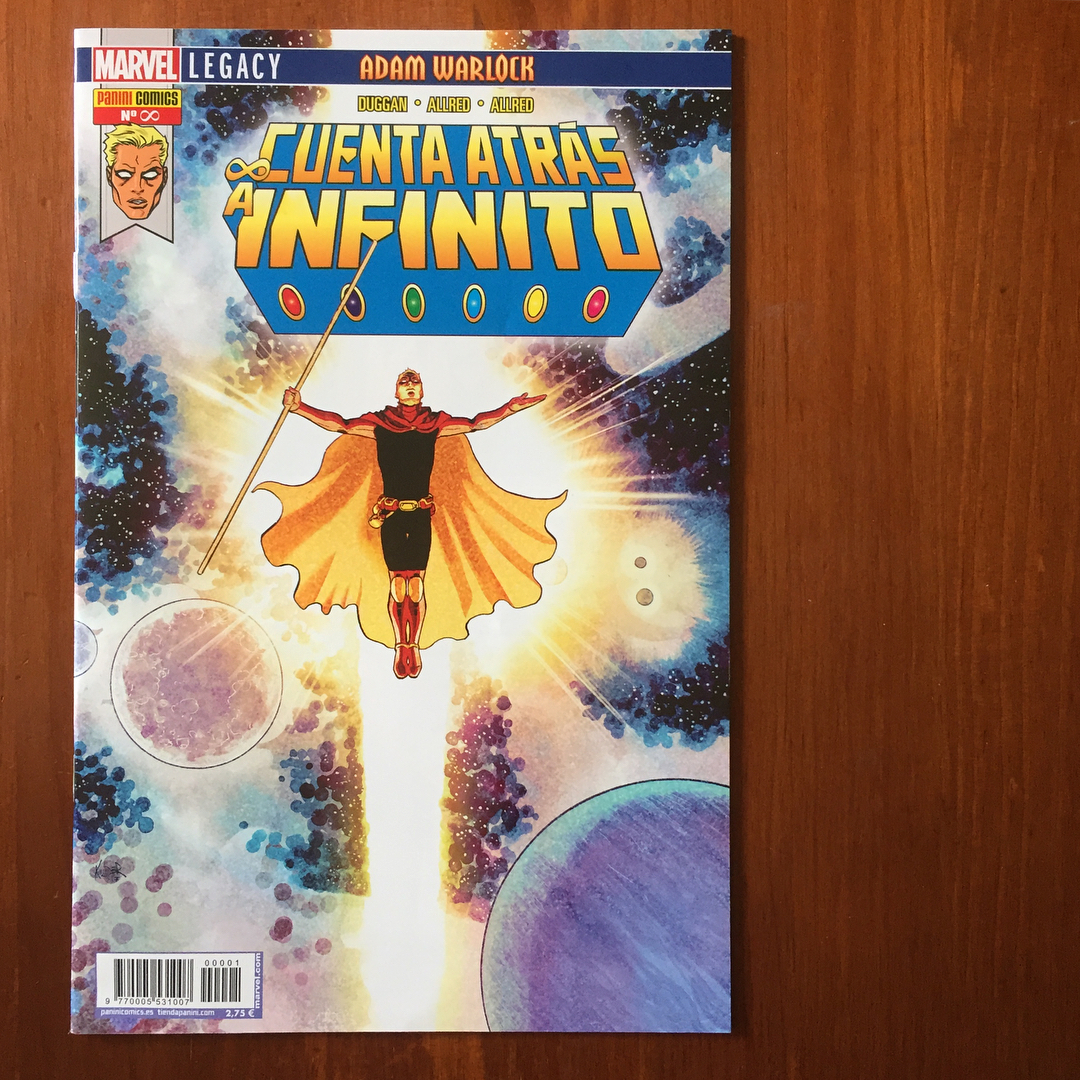 MARVEL LEGACY ADAM WARLOCK
PANINI COMICS
Nº ∞
DUGGAN • ALLRED • ALLRED
∞ CUENTA ATRÁS
A INFINITO
00001
9 770005 531007
marvel.com
paninicomics.es tiendapanini.com 2,75 €